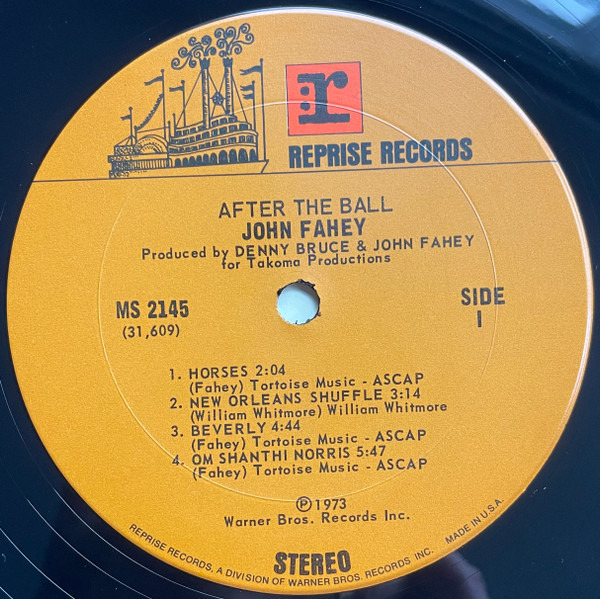 r:
REPRISE RECORDS
AFTER THE BALL
JOHN FAHEY
Produced by DENNY BRUCE & JOHN FAHEY
for Takoma Productions
MS 2145
(31,609)
SIDE
1
1. HORSES 2:04
(Fahey) Tortoise Music - ASCAP
2. NEW ORLEANS SHUFFLE 3:14
(William Whitmore) William Whitmore
3. BEVERLY 4:44
(Fahey) Tortoise Music - ASCAP
4. OM SHANTHI NORRIS 5:47
(Fahey) Tortoise Music - ASCAP
℗ 1973
Warner Bros. Records Inc.
STEREO
REPRISE RECORDS, A DIVISION OF WARNER BROS. RECORDS INC. MADE IN U.S.A.